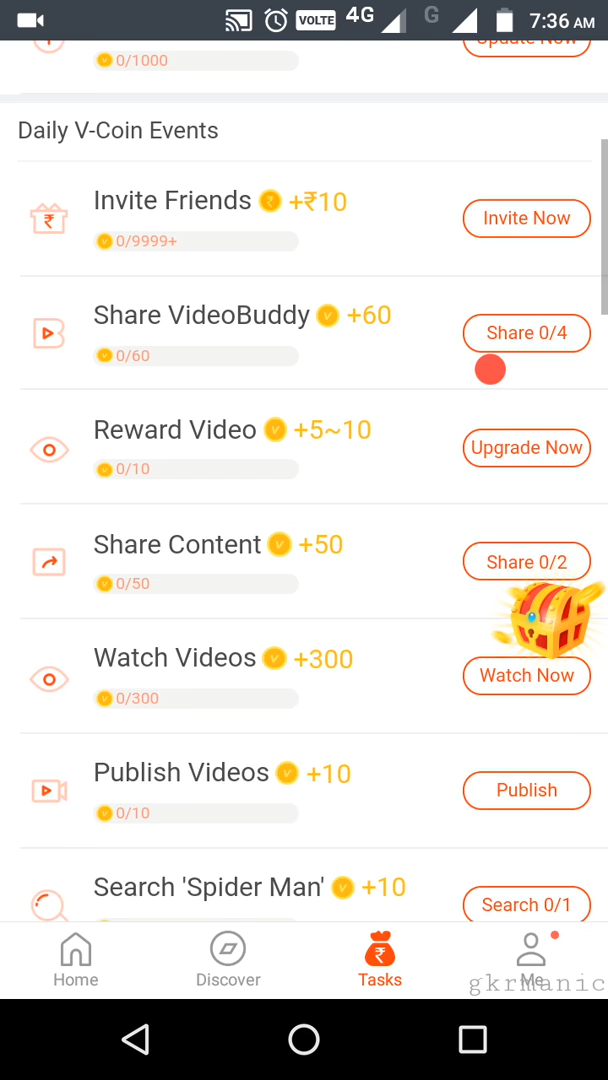 VOLTE 4G G 7:36 AM
Update Now
0/1000
Daily V-Coin Events
Invite Friends +₹10
Invite Now
0/9999+
Share VideoBuddy +60
Share 0/4
0/60
Reward Video +5~10
Upgrade Now
0/10
Share Content +50
Share 0/2
0/50
Watch Videos +300
Watch Now
0/300
Publish Videos +10
Publish
0/10
Search 'Spider Man' +10
Search 0/1
Home Discover Tasks Me
gkrmanic